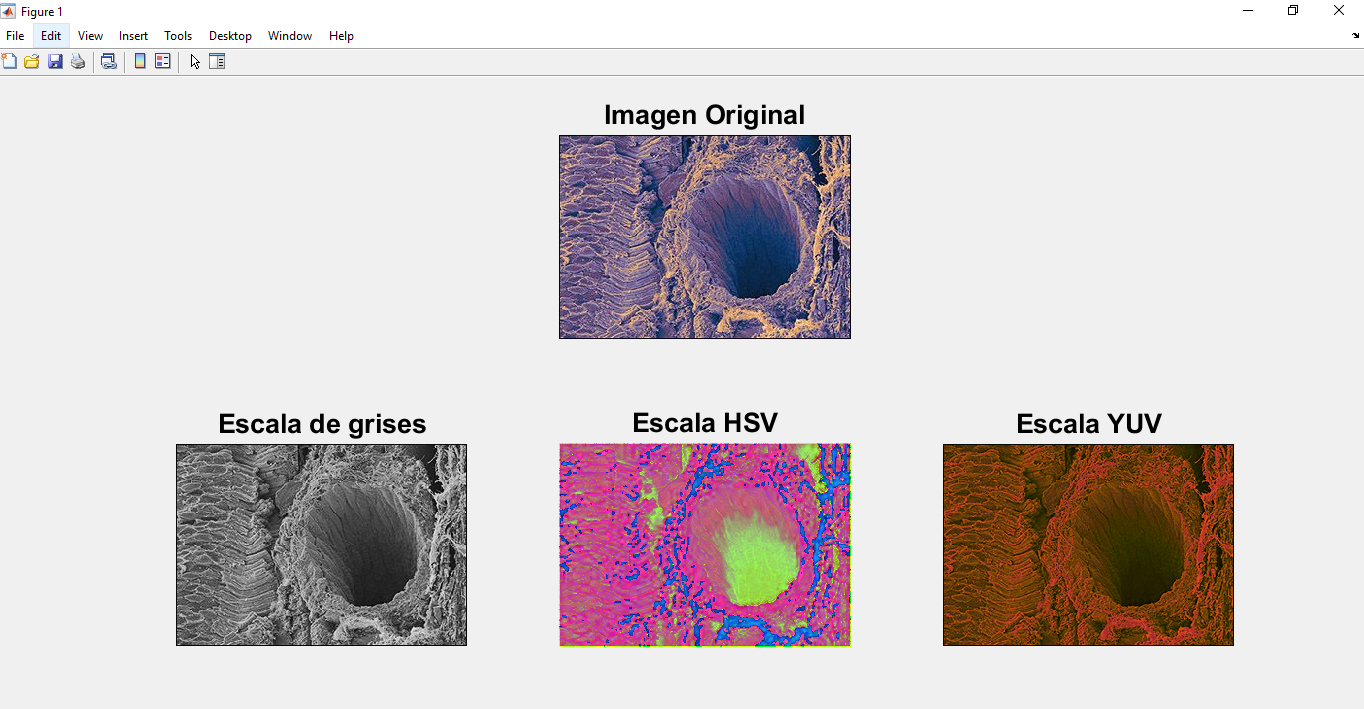 Figure 1
File Edit View Insert Tools Desktop Window Help
Imagen Original
Escala de grises
Escala HSV
Escala YUV